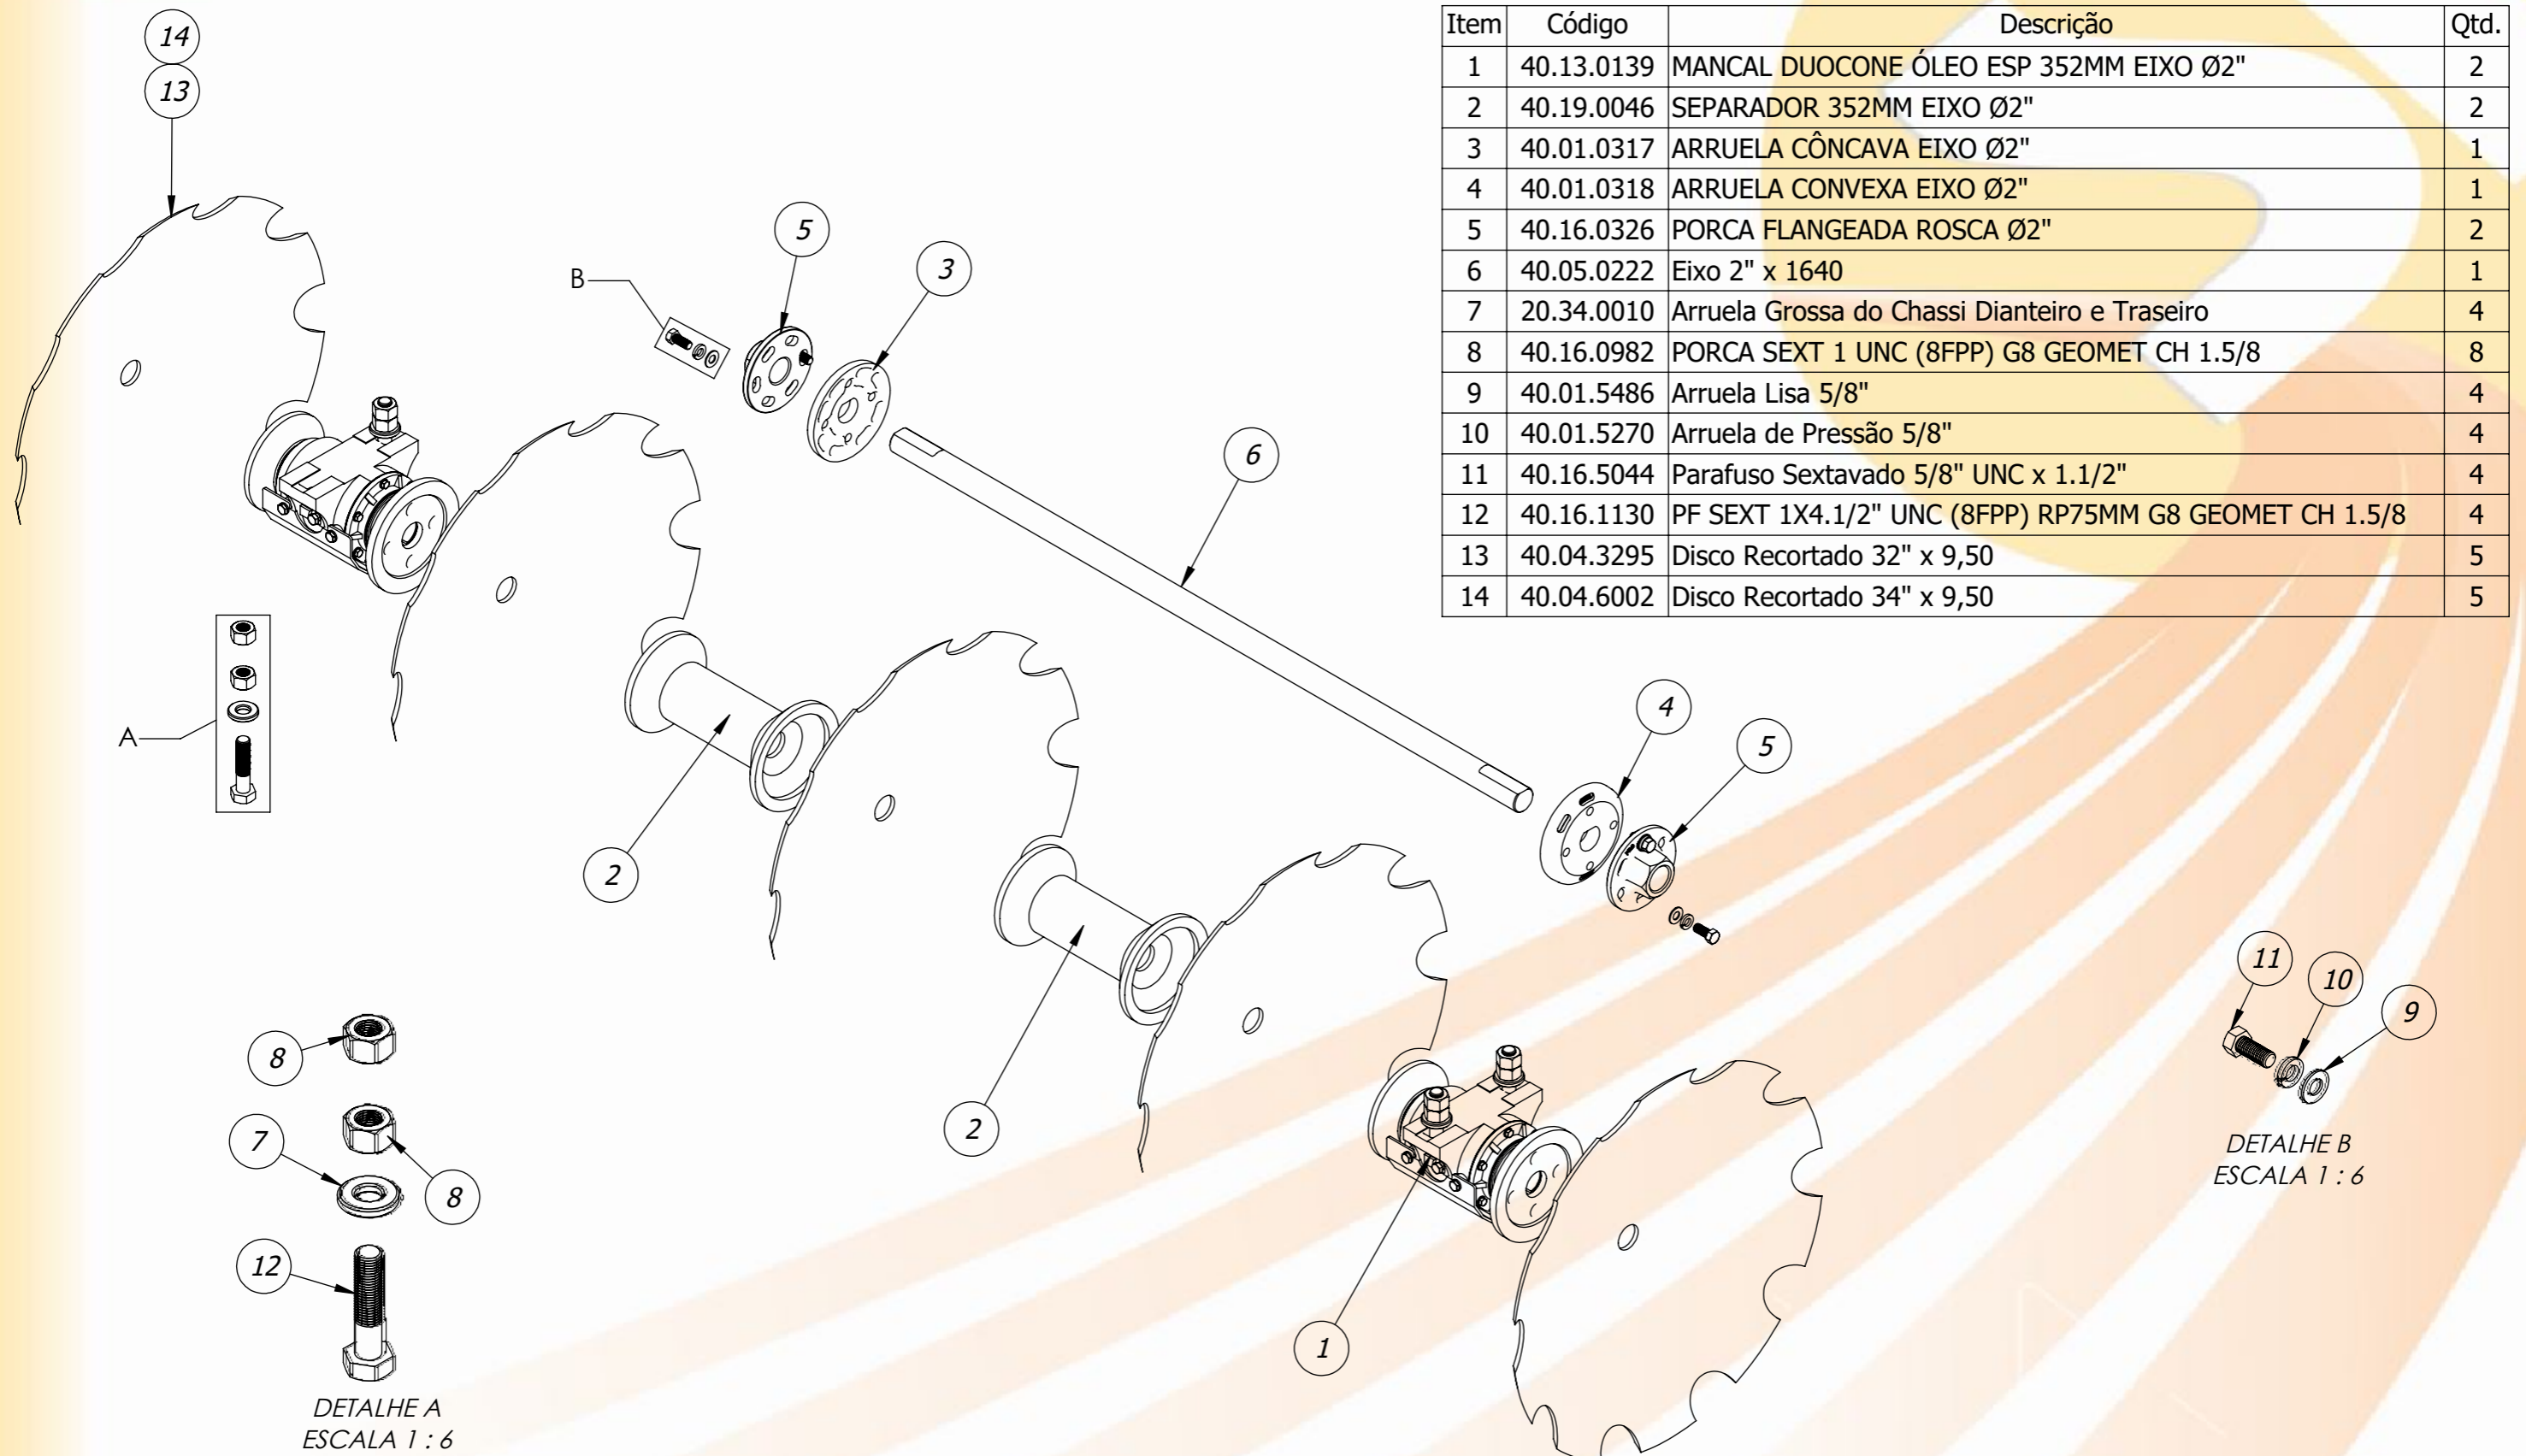 Item Código Descrição Qtd.
1 40.13.0139 MANCAL DUOCONE ÓLEO ESP 352MM EIXO Ø2" 2
2 40.19.0046 SEPARADOR 352MM EIXO Ø2" 2
3 40.01.0317 ARRUELA CÔNCAVA EIXO Ø2" 1
4 40.01.0318 ARRUELA CONVEXA EIXO Ø2" 1
5 40.16.0326 PORCA FLANGEADA ROSCA Ø2" 2
6 40.05.0222 Eixo 2" x 1640 1
7 20.34.0010 Arruela Grossa do Chassi Dianteiro e Traseiro 4
8 40.16.0982 PORCA SEXT 1 UNC (8FPP) G8 GEOMET CH 1.5/8 8
9 40.01.5486 Arruela Lisa 5/8" 4
10 40.01.5270 Arruela de Pressão 5/8" 4
11 40.16.5044 Parafuso Sextavado 5/8" UNC x 1.1/2" 4
12 40.16.1130 PF SEXT 1X4.1/2" UNC (8FPP) RP75MM G8 GEOMET CH 1.5/8 4
13 40.04.3295 Disco Recortado 32" x 9,50 5
14 40.04.6002 Disco Recortado 34" x 9,50 5
14
13
5
3
B
6
A
4
5
2
2
1
8
7
8
12
DETALHE A
ESCALA 1 : 6
11
10
9
DETALHE B
ESCALA 1 : 6